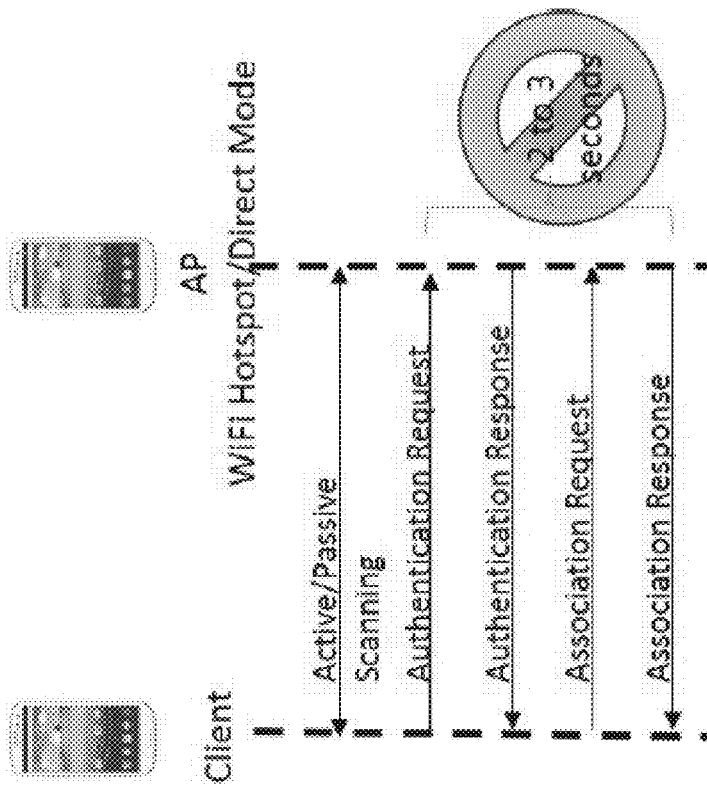 Client
AP
WiFi Hotspot/Direct Mode
Active/Passive
Scanning
Authentication Request
Authentication Response
Association Request
Association Response
2 to 3
seconds